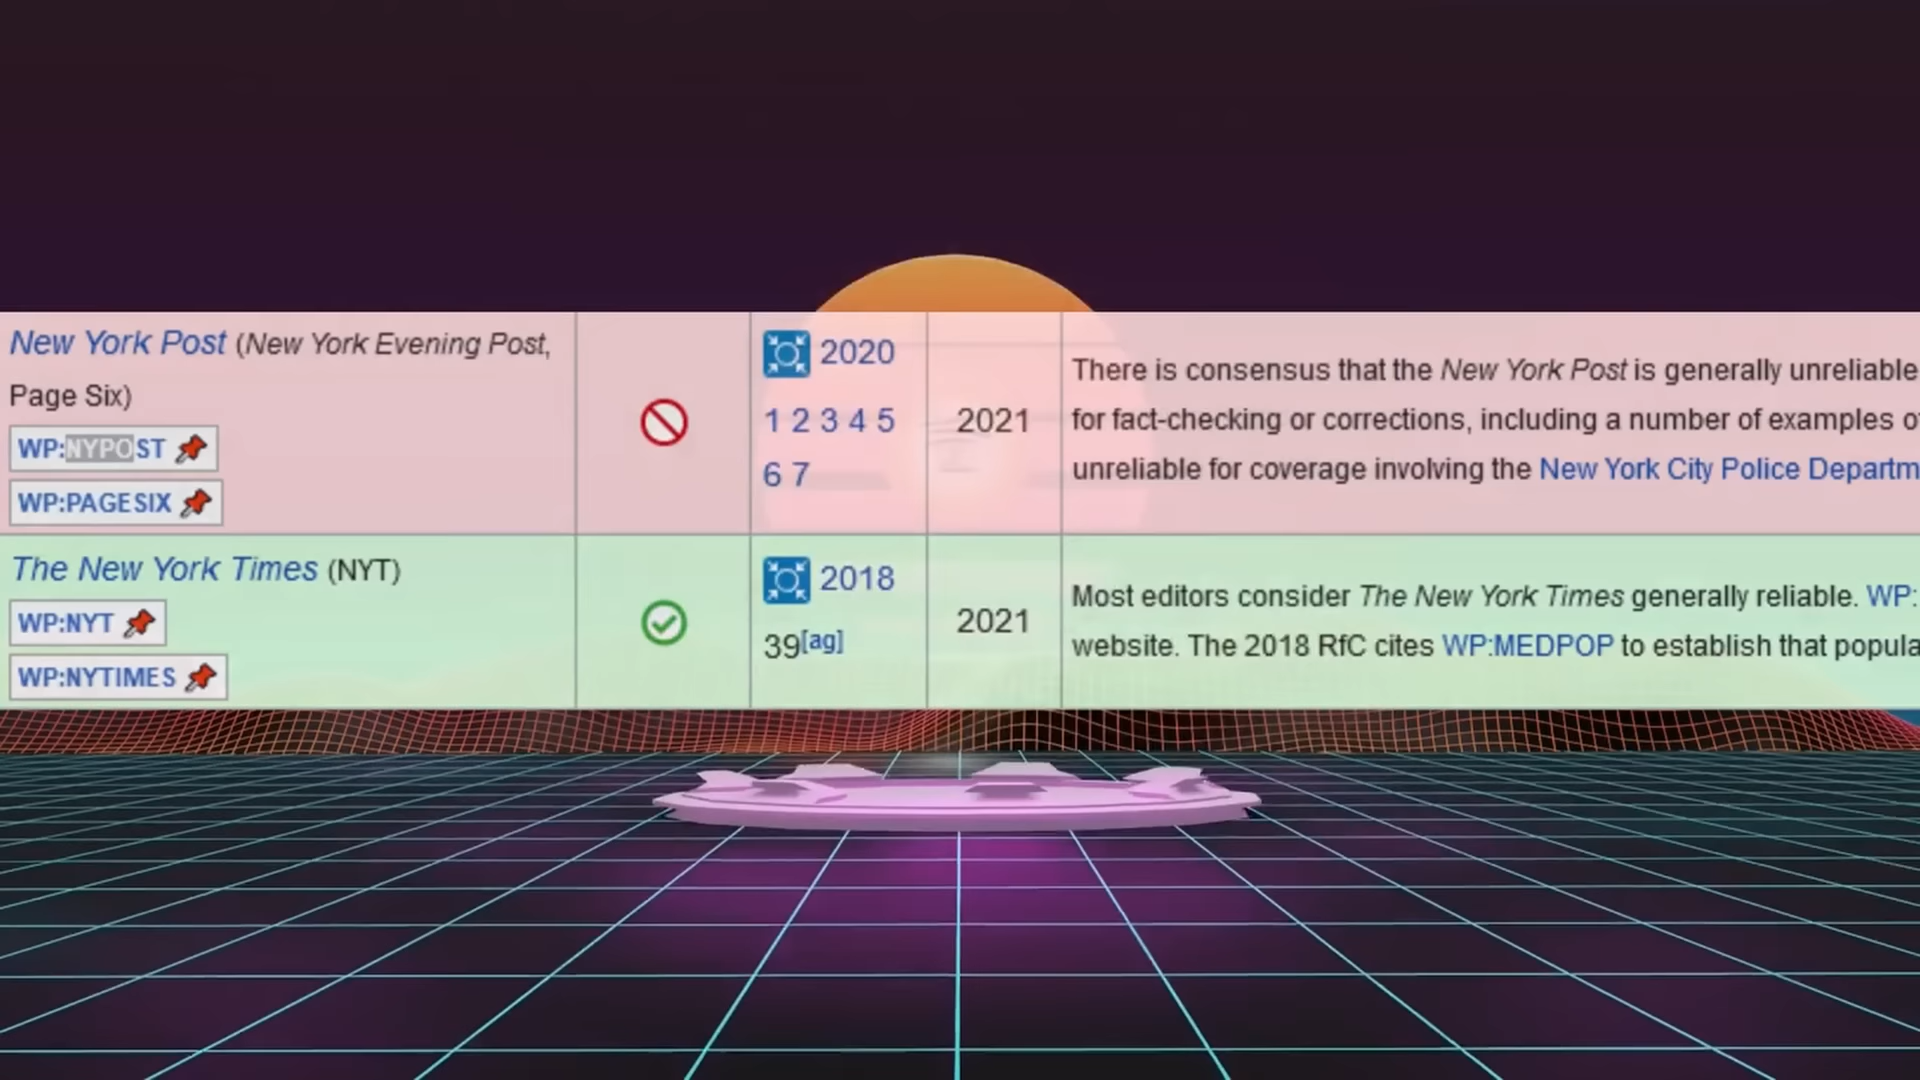 New York Post (New York Evening Post,
Page Six)
WP:NYPOST
WP:PAGESIX
2020
1 2 3 4 5
6 7
2021
There is consensus that the New York Post is generally unreliable
for fact-checking or corrections, including a number of examples
unreliable for coverage involving the New York City Police
The New York Times (NYT)
WP:NYT
WP:NYTIMES
2018
39[ag]
2021
Most editors consider The New York Times generally reliable. WP:
website. The 2018 RfC cites WP:MEDPOP to establish that